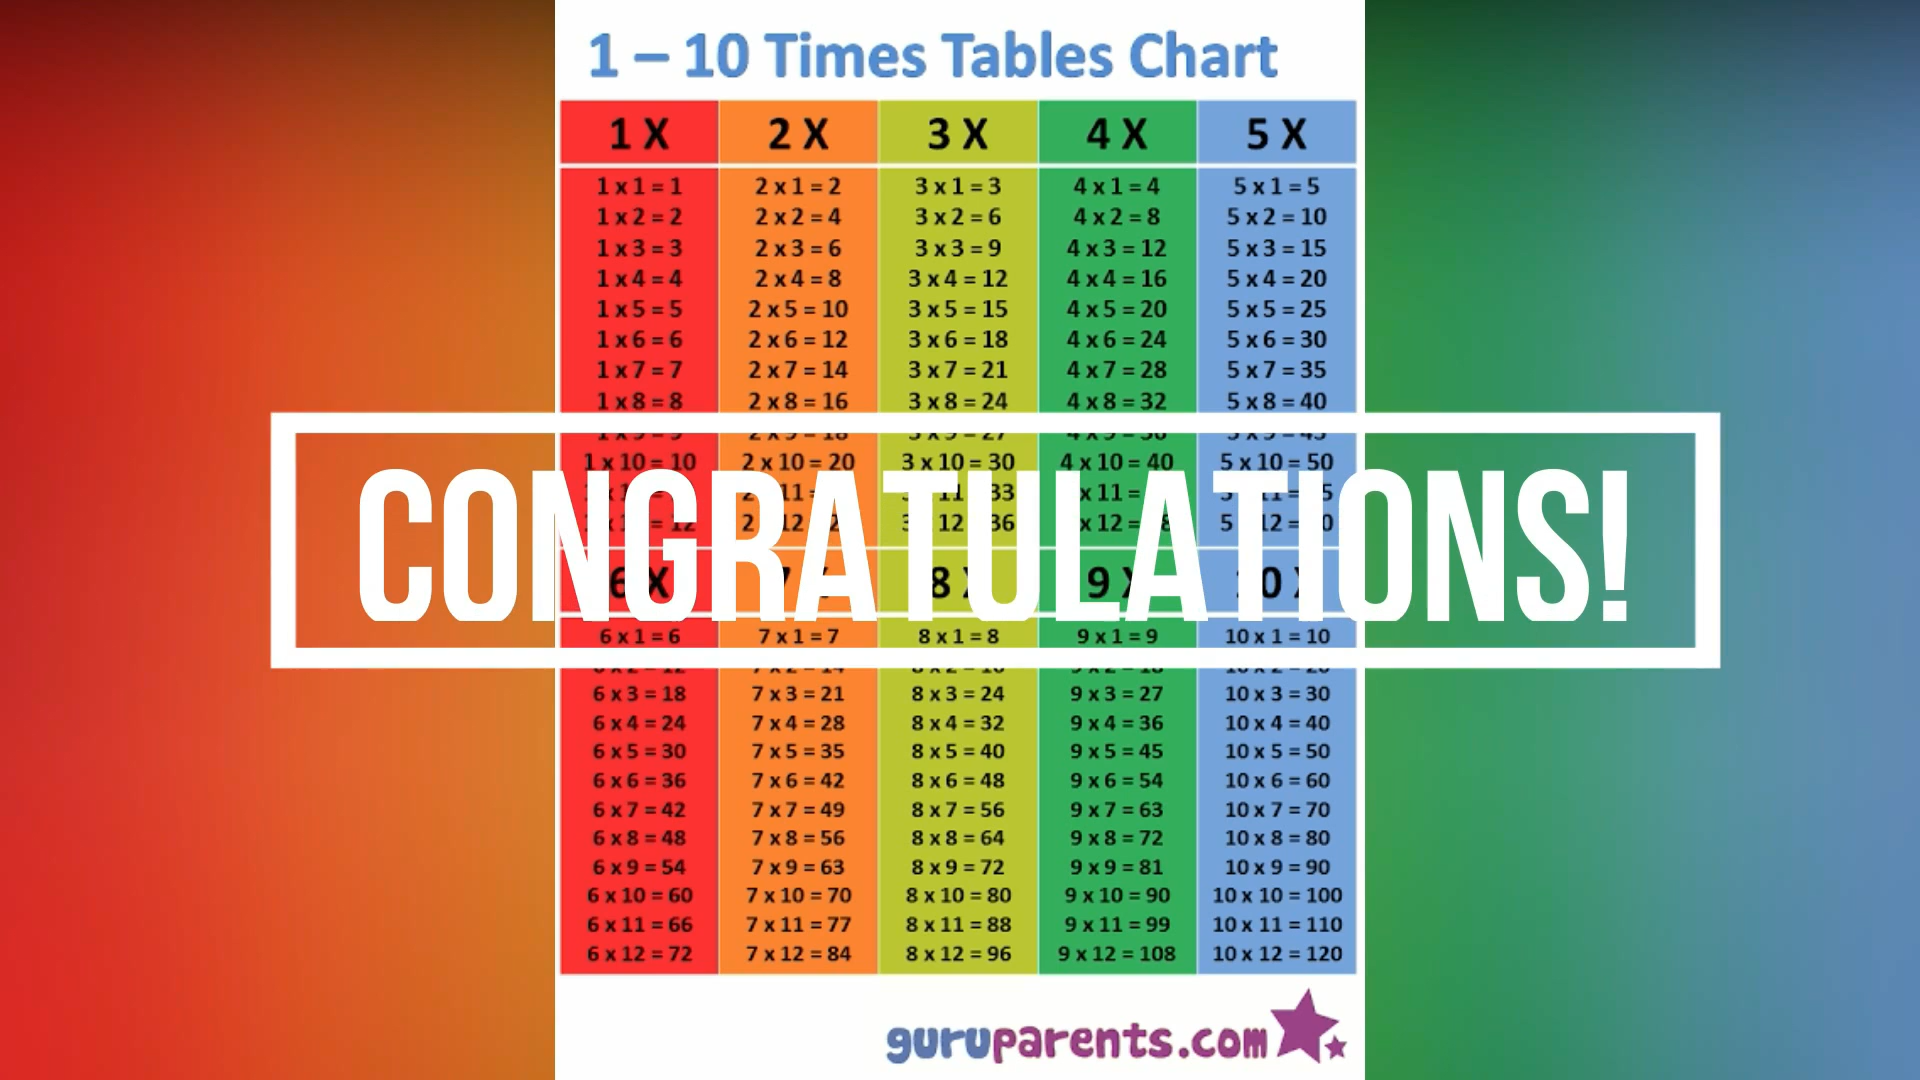 1 – 10 Times Tables Chart
1 X 2 X 3 X 4 X 5 X
1 x 1 = 1 2 x 1 = 2 3 x 1 = 3 4 x 1 = 4 5 x 1 = 5
1 x 2 = 2 2 x 2 = 4 3 x 2 = 6 4 x 2 = 8 5 x 2 = 10
1 x 3 = 3 2 x 3 = 6 3 x 3 = 9 4 x 3 = 12 5 x 3 = 15
1 x 4 = 4 2 x 4 = 8 3 x 4 = 12 4 x 4 = 16 5 x 4 = 20
1 x 5 = 5 2 x 5 = 10 3 x 5 = 15 4 x 5 = 20 5 x 5 = 25
1 x 6 = 6 2 x 6 = 12 3 x 6 = 18 4 x 6 = 24 5 x 6 = 30
1 x 7 = 7 2 x 7 = 14 3 x 7 = 21 4 x 7 = 28 5 x 7 = 35
1 x 8 = 8 2 x 8 = 16 3 x 8 = 24 4 x 8 = 32 5 x 8 = 40
1 x 10 = 10 2 x 10 = 20 3 x 10 = 30 4 x 10 = 40 5 x 10 = 50
CONGRATULATIONS!
6 x 1 = 6 7 x 1 = 7 8 x 1 = 8 9 x 1 = 9 10 x 1 = 10
6 x 3 = 18 7 x 3 = 21 8 x 3 = 24 9 x 3 = 27 10 x 3 = 30
6 x 4 = 24 7 x 4 = 28 8 x 4 = 32 9 x 4 = 36 10 x 4 = 40
6 x 5 = 30 7 x 5 = 35 8 x 5 = 40 9 x 5 = 45 10 x 5 = 50
6 x 6 = 36 7 x 6 = 42 8 x 6 = 48 9 x 6 = 54 10 x 6 = 60
6 x 7 = 42 7 x 7 = 49 8 x 7 = 56 9 x 7 = 63 10 x 7 = 70
6 x 8 = 48 7 x 8 = 56 8 x 8 = 64 9 x 8 = 72 10 x 8 = 80
6 x 9 = 54 7 x 9 = 63 8 x 9 = 72 9 x 9 = 81 10 x 9 = 90
6 x 10 = 60 7 x 10 = 70 8 x 10 = 80 9 x 10 = 90 10 x 10 = 100
6 x 11 = 66 7 x 11 = 77 8 x 11 = 88 9 x 11 = 99 10 x 11 = 110
6 x 12 = 72 7 x 12 = 84 8 x 12 = 96 9 x 12 = 108 10 x 12 = 120
guruparents.com